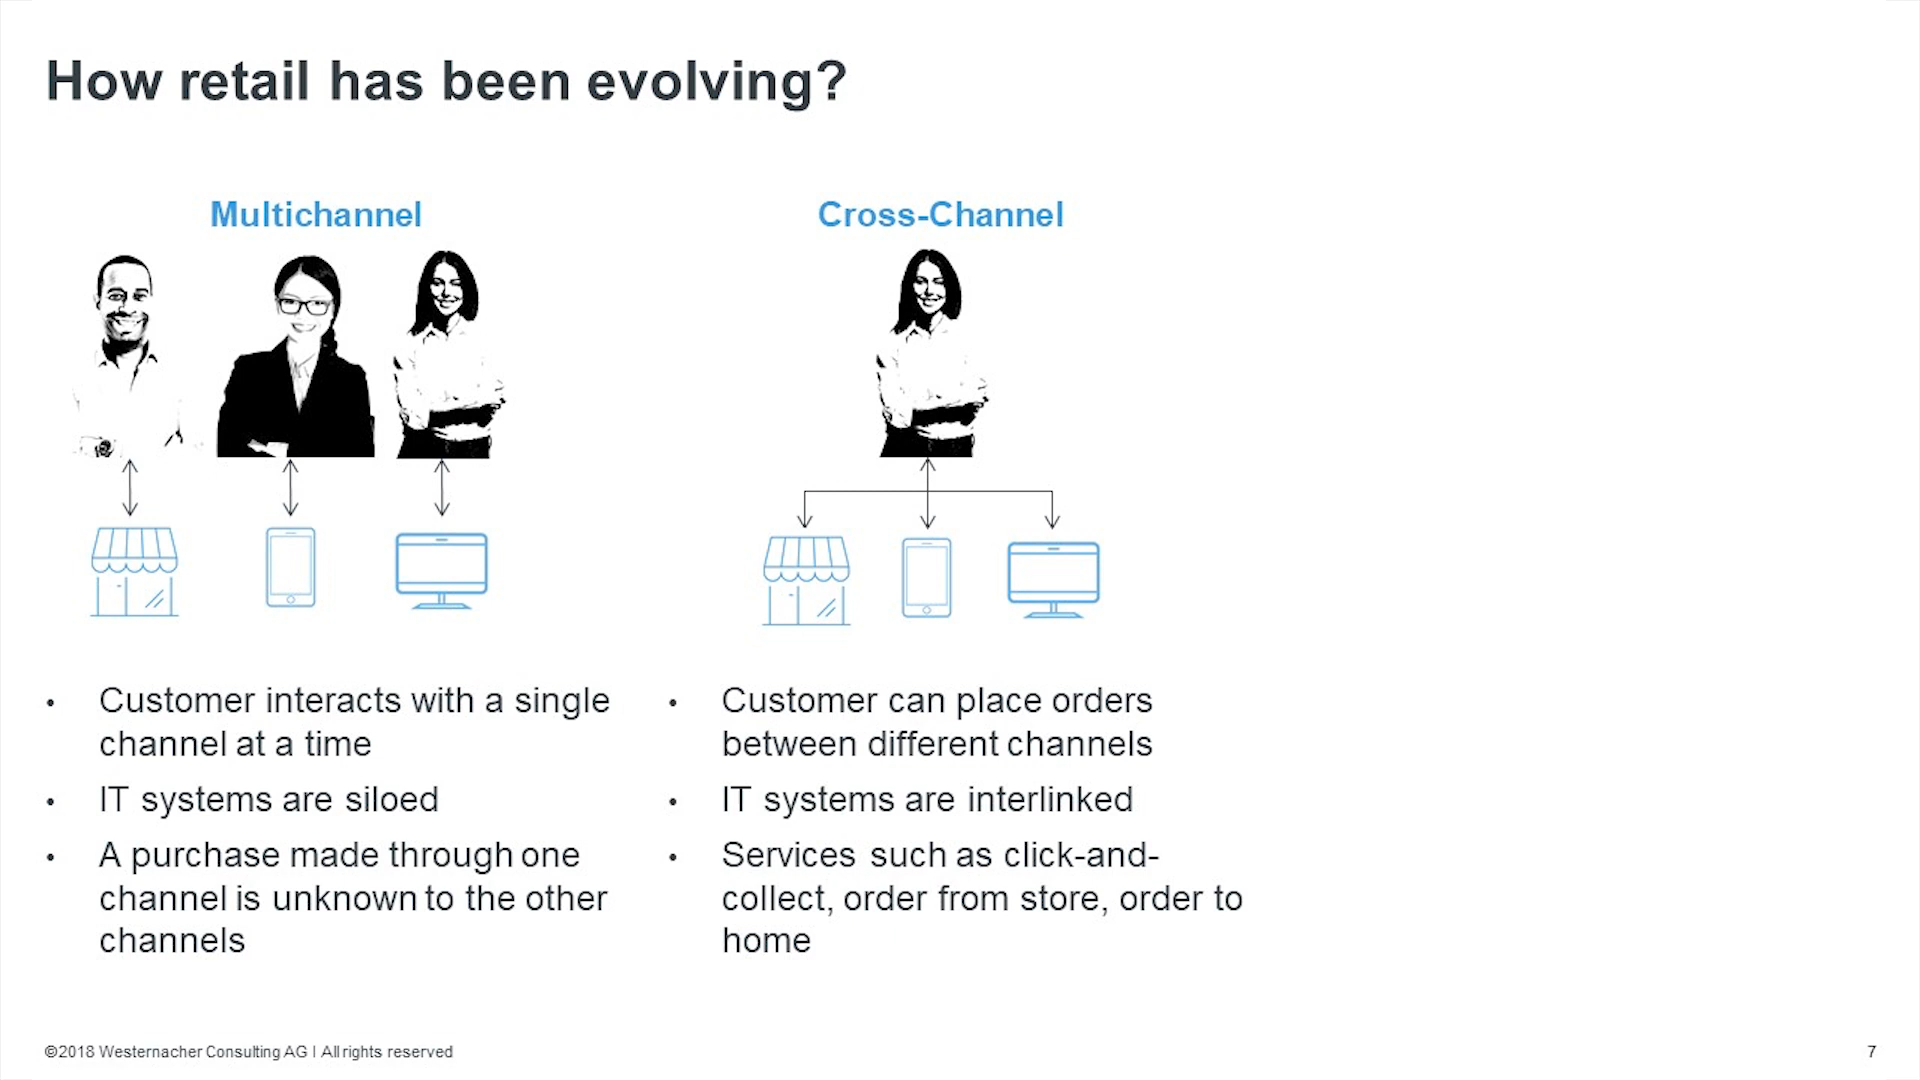 How retail has been evolving?
Multichannel
Cross-Channel
• Customer interacts with a single
channel at a time
• IT systems are siloed
• A purchase made through one
channel is unknown to the other
channels
• Customer can place orders
between different channels
• IT systems are interlinked
• Services such as click-and-
collect, order from store, order to
home
©2018 Westernacher Consulting AG I All rights reserved
7